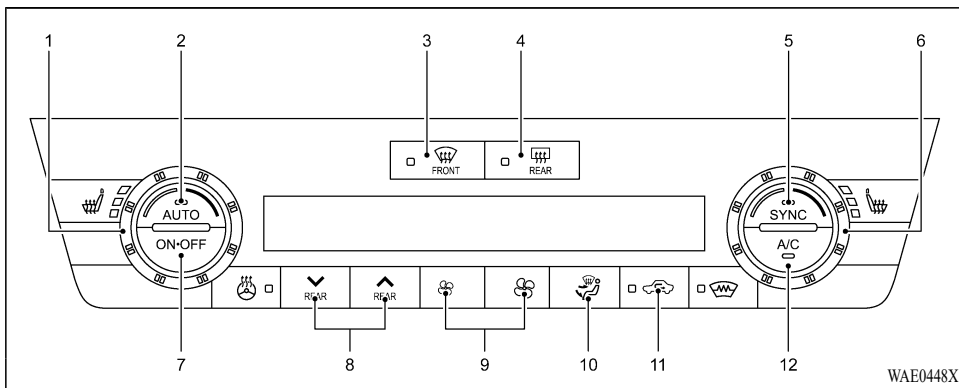 1 2 3 4 5 6
FRONT REAR
AUTO SYNC
ON•OFF A/C
REAR REAR
7 8 9 10 11 12
WAE0448X